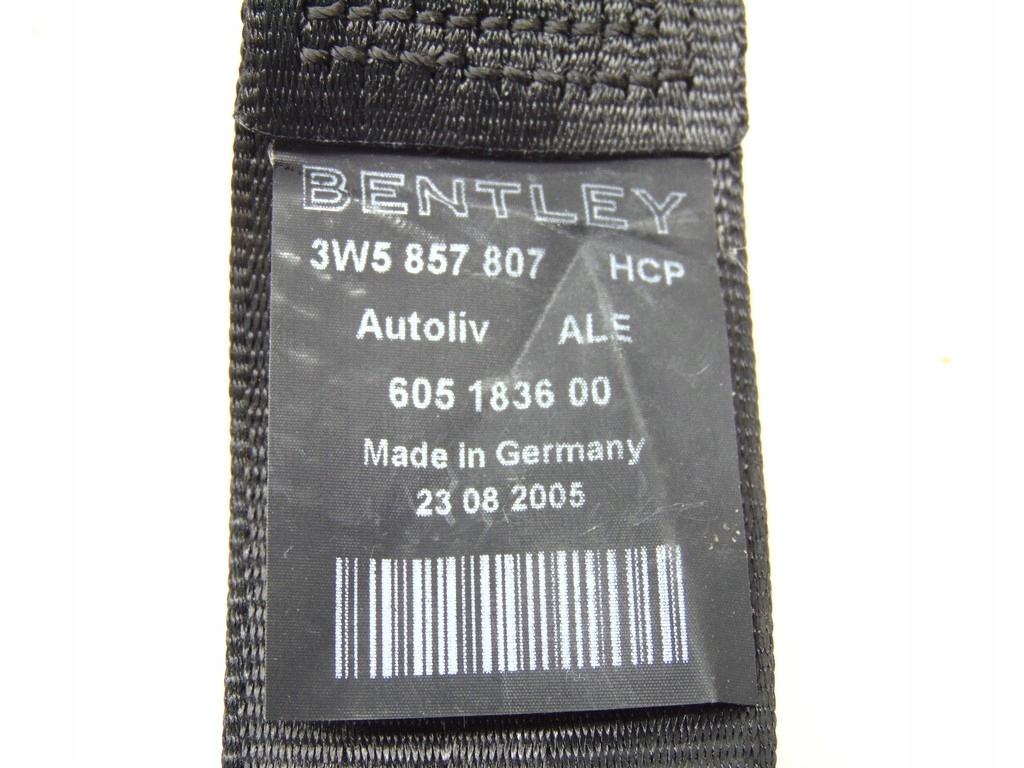 BENTLEY
3W5 857 807 HCP
Autoliv ALE
605 1836 00
Made in Germany
23 08 2005